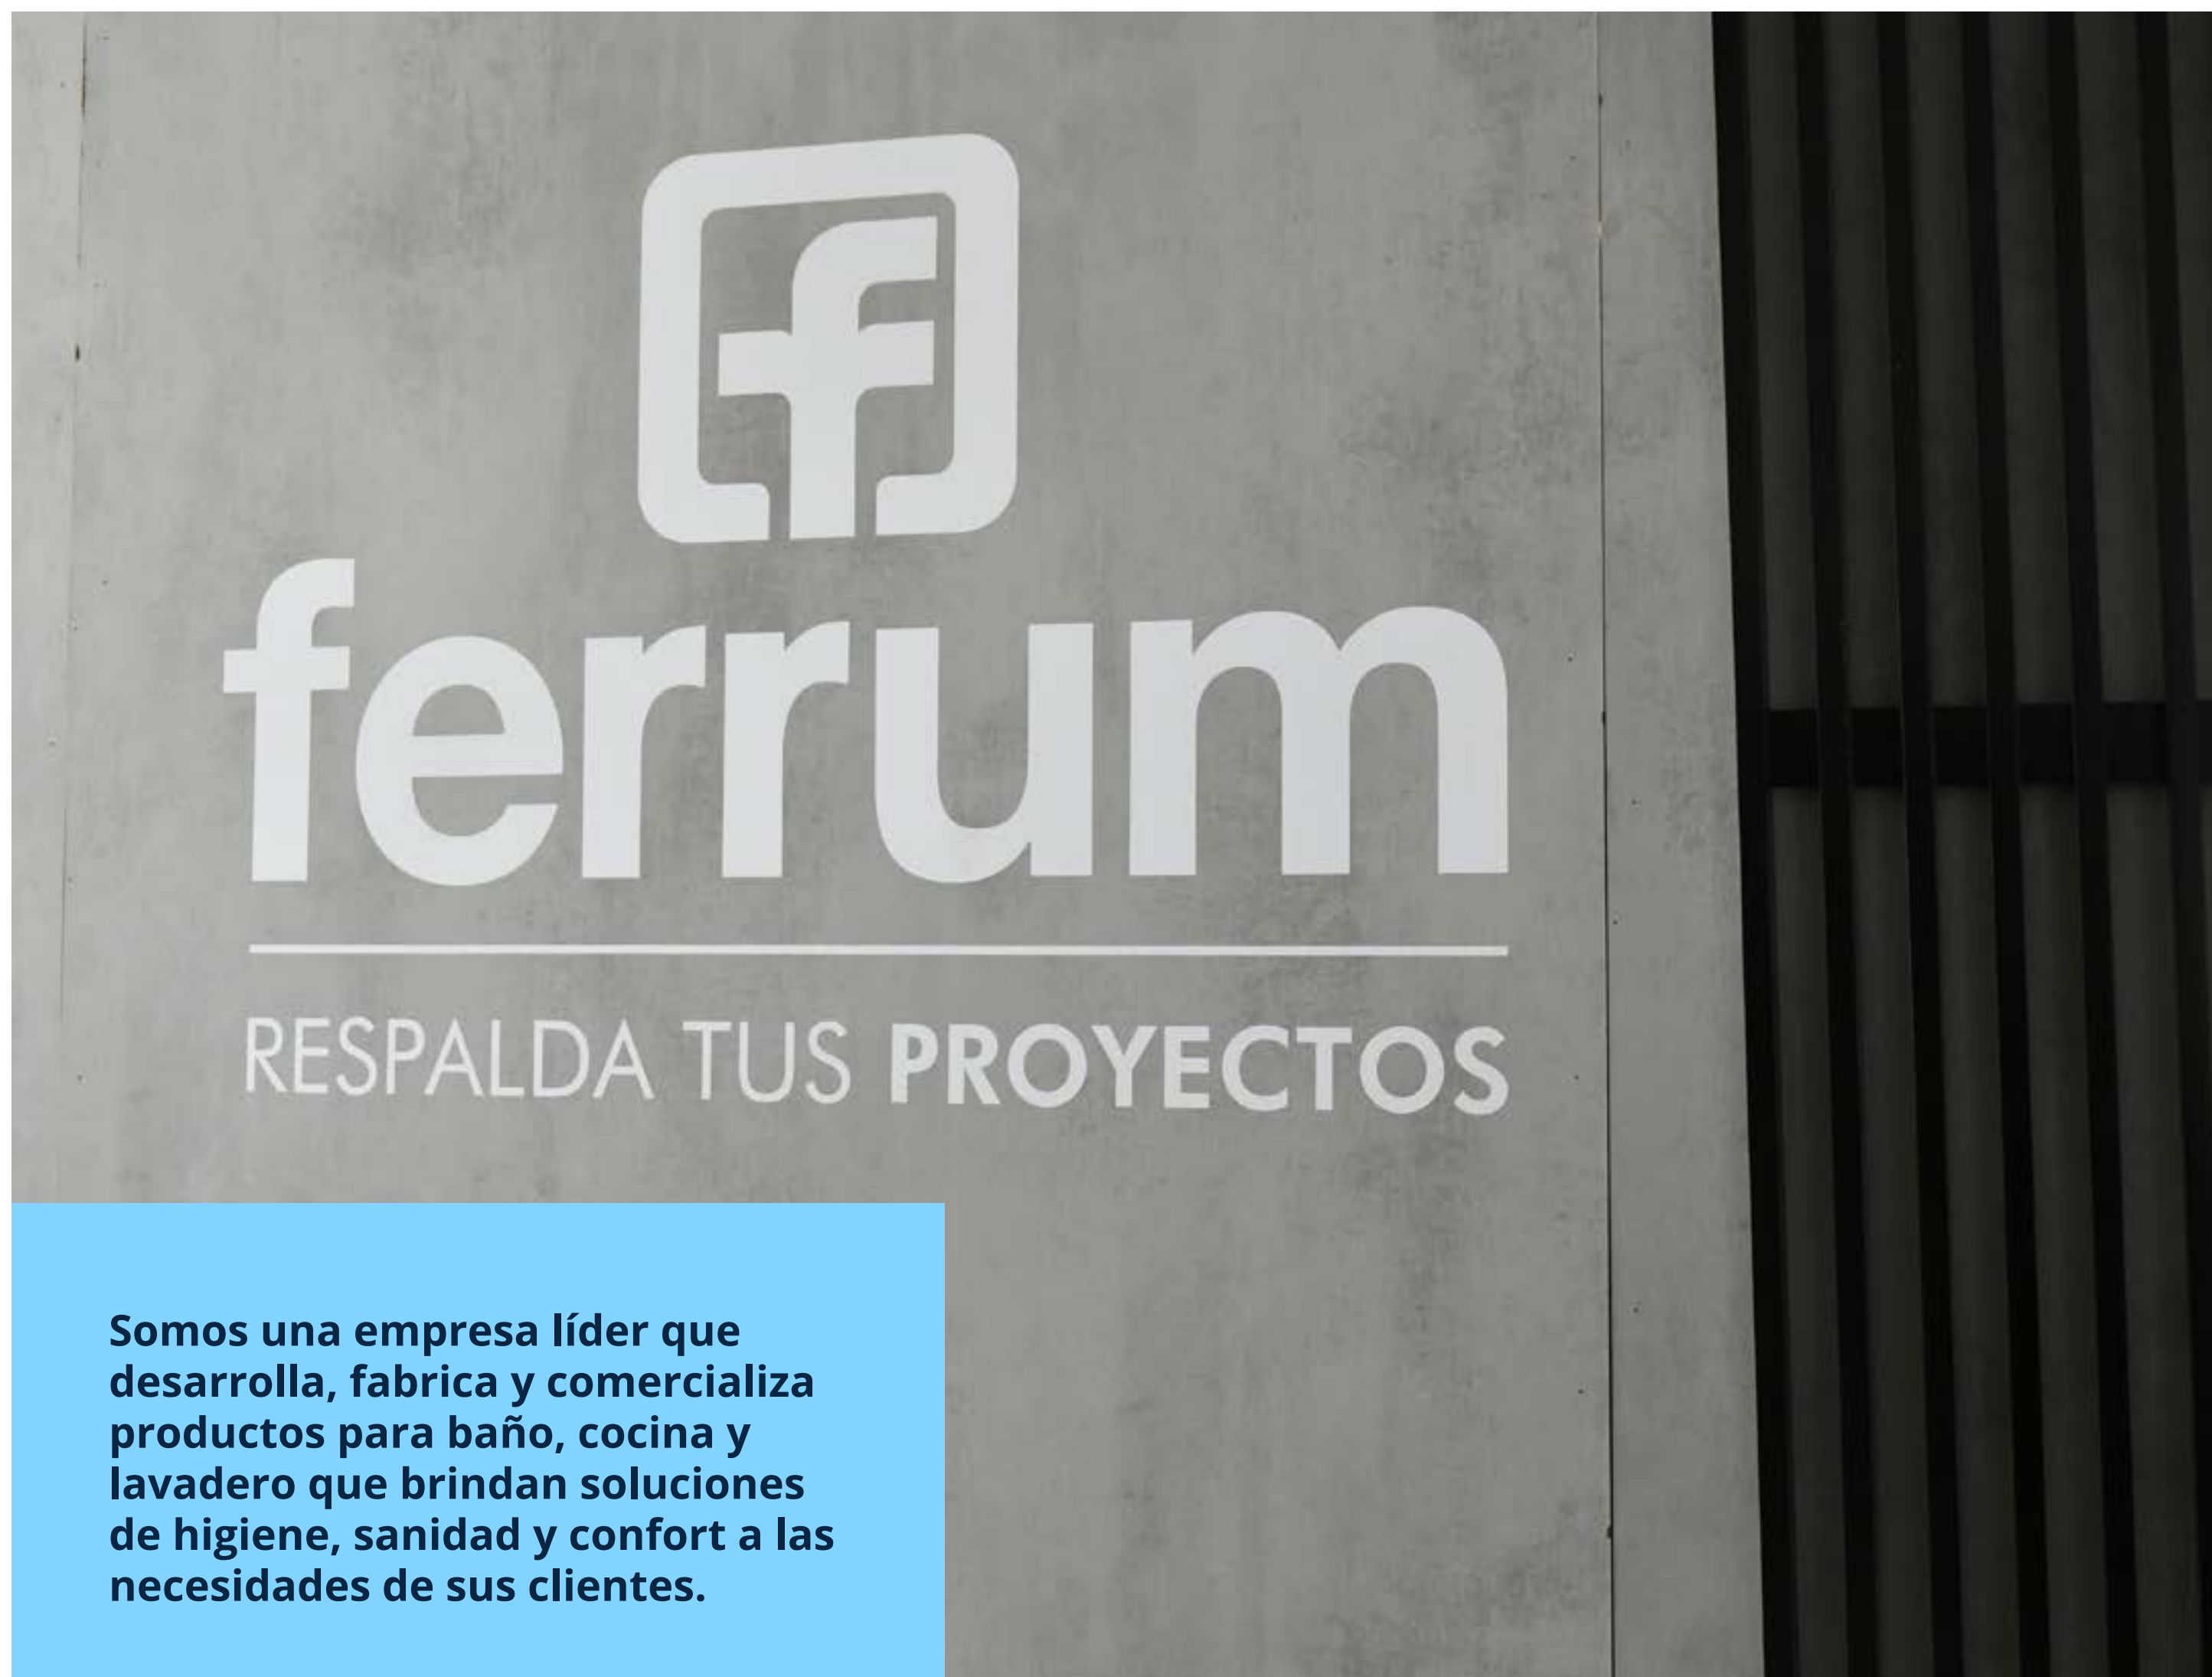 f
ferrum
RESPALDA TUS PROYECTOS
Somos una empresa líder que
desarrolla, fabrica y comercializa
productos para baño, cocina y
lavadero que brindan soluciones
de higiene, sanidad y confort a las
necesidades de sus clientes.